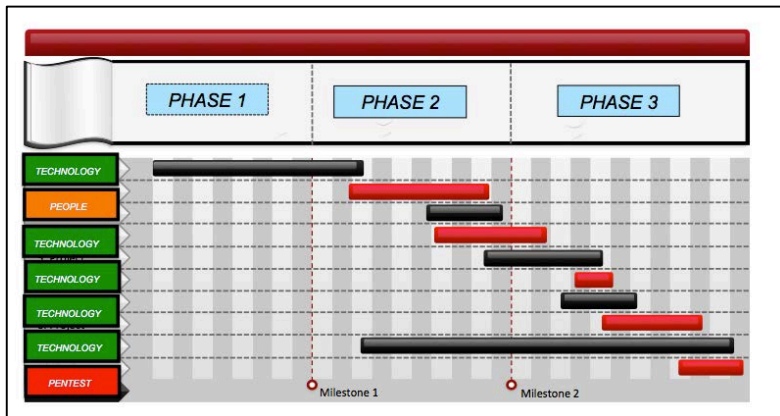 PHASE 1
PHASE 2
PHASE 3
TECHNOLOGY
PEOPLE
TECHNOLOGY
TECHNOLOGY
TECHNOLOGY
TECHNOLOGY
PENTEST
Milestone 1
Milestone 2